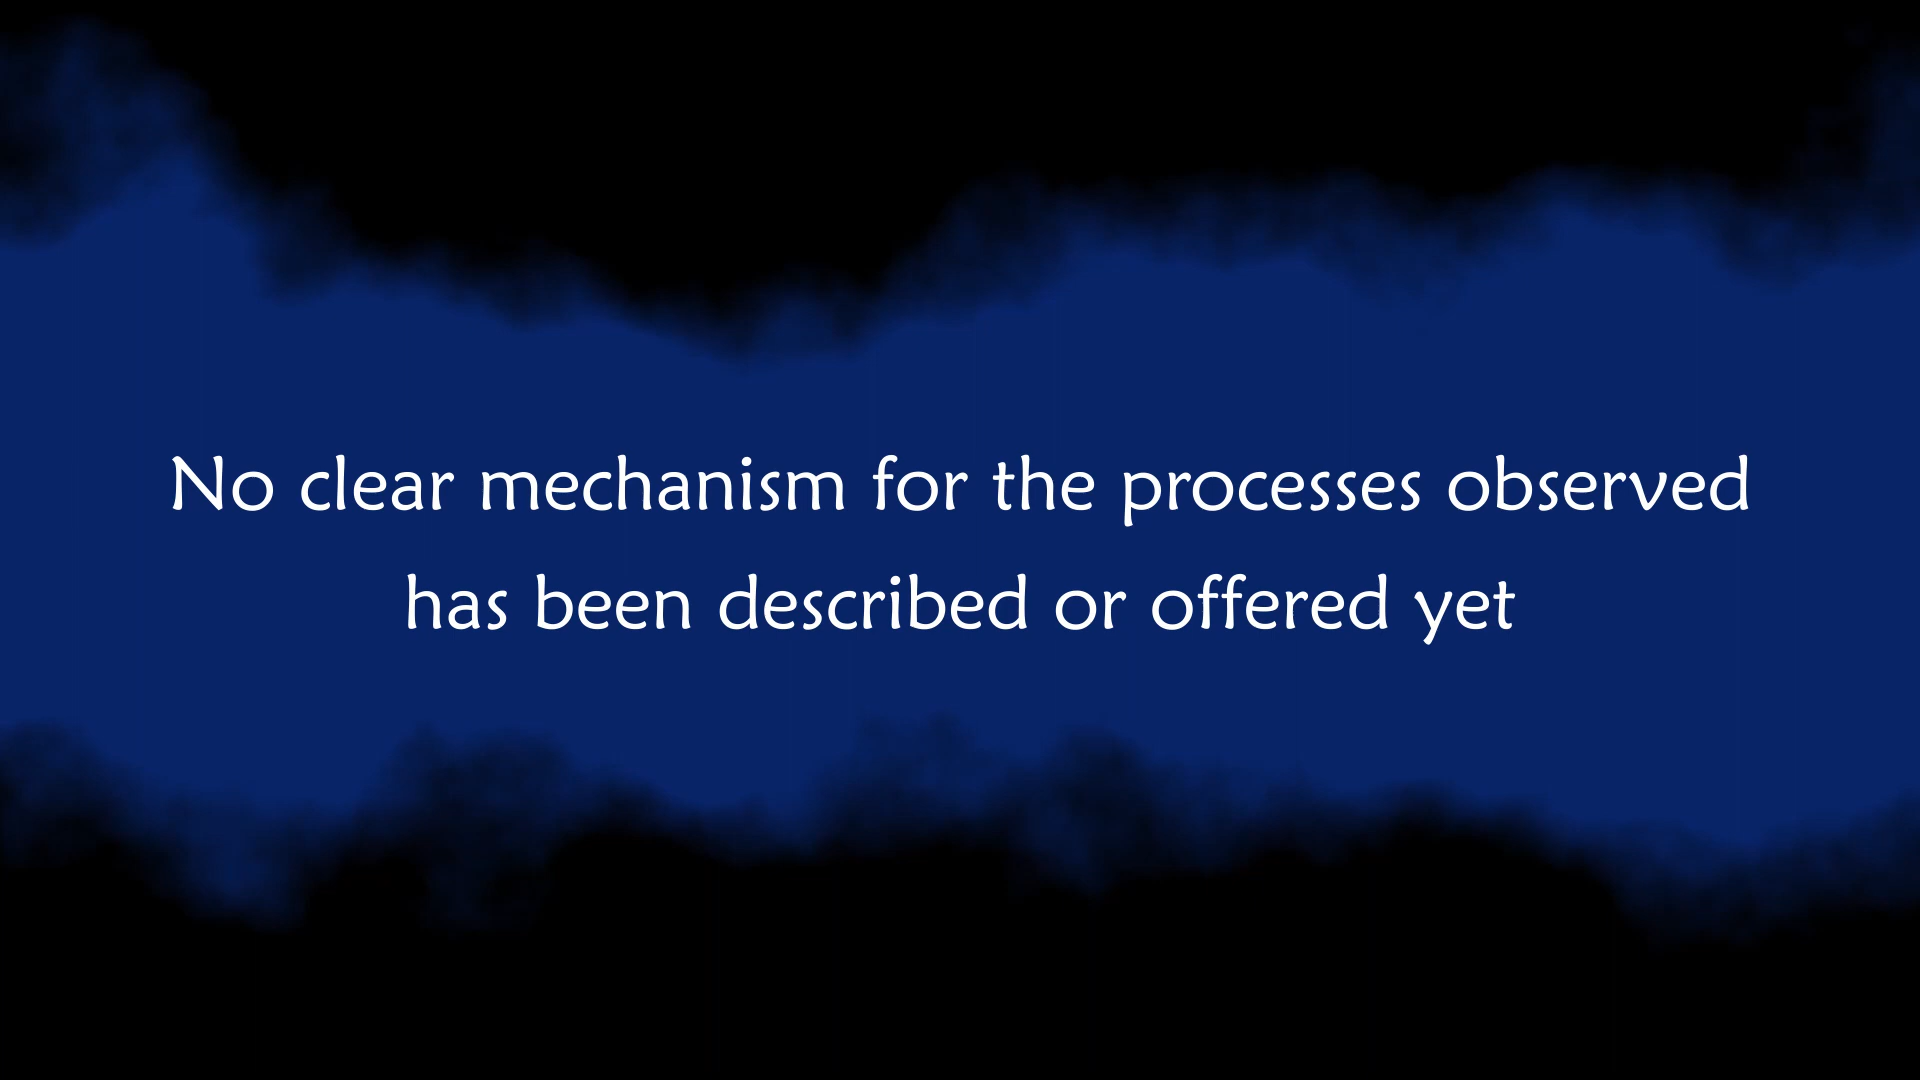 No clear mechanism for the processes observed
has been described or offered yet